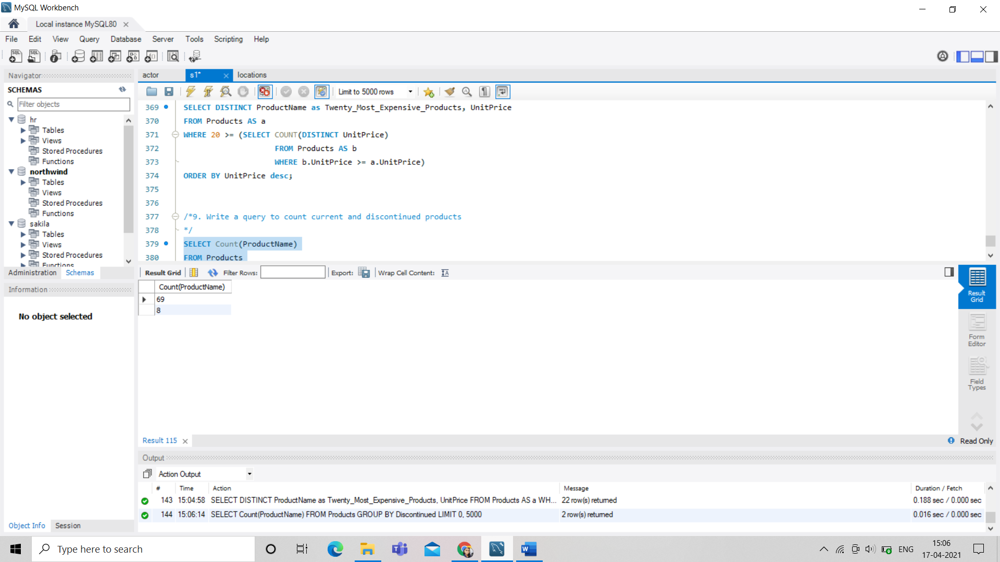 MySQL Workbench
Local instance MySQL80
File Edit View Query Database Server Tools Scripting Help
Navigator
SCHEMAS
Filter objects
hr
Tables
Views
Stored Procedures
Functions
northwind
Tables
Views
Stored Procedures
Functions
sakila
Tables
Views
Stored Procedures
Functions
Administration Schemas
Information
No object selected
Object Info Session
actor s1* locations
Limit to 5000 rows
369 SELECT DISTINCT ProductName as Twenty_Most_Expensive_Products, UnitPrice
370 FROM Products AS a
371 WHERE 20 >= (SELECT COUNT(DISTINCT UnitPrice)
372 FROM Products AS b
373 WHERE b.UnitPrice >= a.UnitPrice)
374 ORDER BY UnitPrice desc;
375
376
377 /*9. Write a query to count current and discontinued products
378 */
379 SELECT Count(ProductName)
380 FROM Products
Result Grid Filter Rows: Export: Wrap Cell Content:
Count(ProductName)
69
8
Result Grid
Form Editor
Field Types
Result 115
Read Only
Output
Action Output
# Time Action Message Duration / Fetch
143 15:04:58 SELECT DISTINCT ProductName as Twenty_Most_Expensive_Products, UnitPrice FROM Products AS a WH... 22 row(s) returned 0.188 sec / 0.000 sec
144 15:06:14 SELECT Count(ProductName) FROM Products GROUP BY Discontinued LIMIT 0, 5000 2 row(s) returned 0.016 sec / 0.000 sec
Type here to search
ENG
15:06
17-04-2021